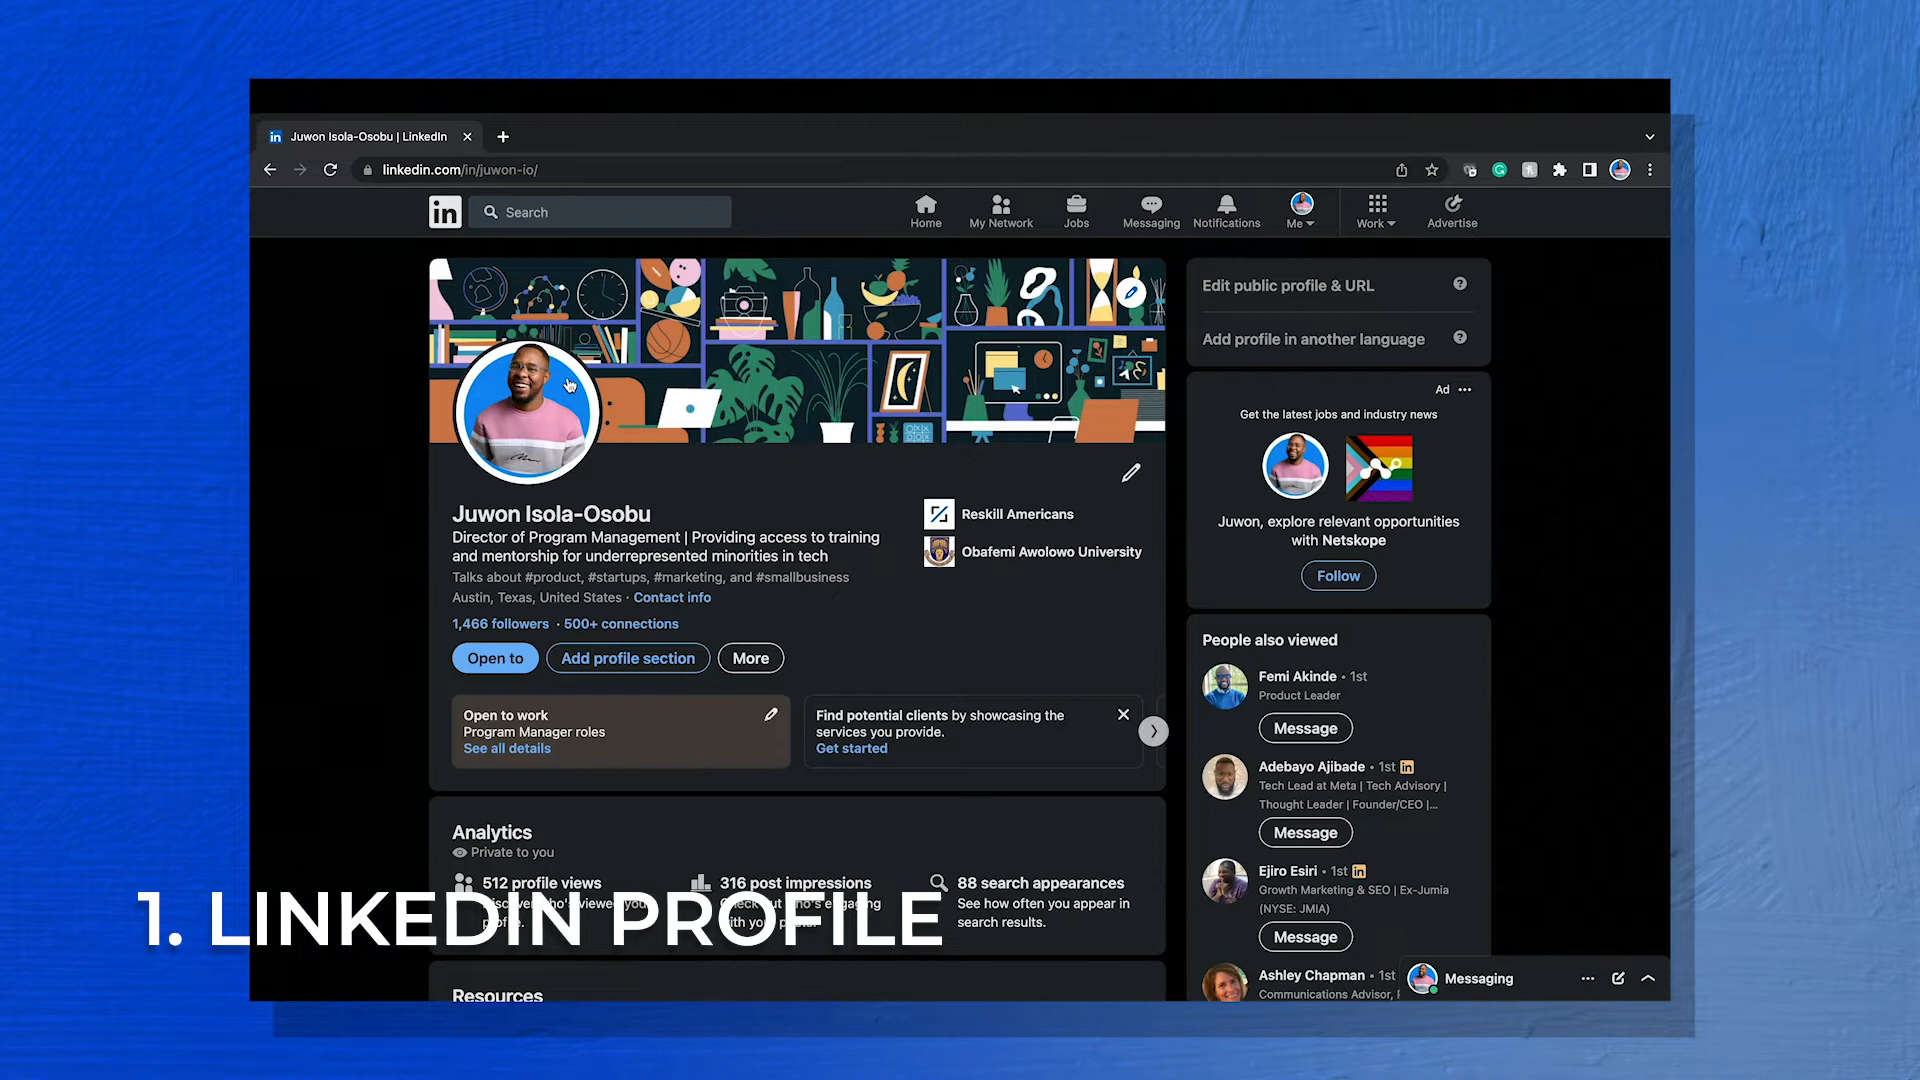 Juwon Isola-Osobu | LinkedIn
linkedin.com/in/juwon-io/
in
Search
Home
My Network
Jobs
Messaging
Notifications
Me
Work
Advertise
Edit public profile & URL
Add profile in another language
Ad
Get the latest jobs and industry news
Juwon, explore relevant opportunities
with Netskope
Follow
Juwon Isola-Osobu
Director of Program Management | Providing access to training
and mentorship for underrepresented minorities in tech
Talks about #product, #startups, #marketing, and #smallbusiness
Austin, Texas, United States · Contact info
1,466 followers · 500+ connections
Reskill Americans
Obafemi Awolowo University
Open to
Add profile section
More
Open to work
Program Manager roles
See all details
Find potential clients by showcasing the
services you provide.
Get started
People also viewed
Femi Akinde • 1st
Product Leader
Message
Adebayo Ajibade • 1st in
Tech Lead at Meta | Tech Advisory |
Thought Leader | Founder/CEO |...
Message
Ejiro Esiri • 1st in
Growth Marketing & SEO | Ex-Jumia
(NYSE: JMIA)
Message
Ashley Chapman • 1st
Communications Advisor,
Messaging
Analytics
Private to you
512 profile views
316 post impressions
88 search appearances
See how often you appear in
search results.
1. LINKEDIN PROFILE
Resources